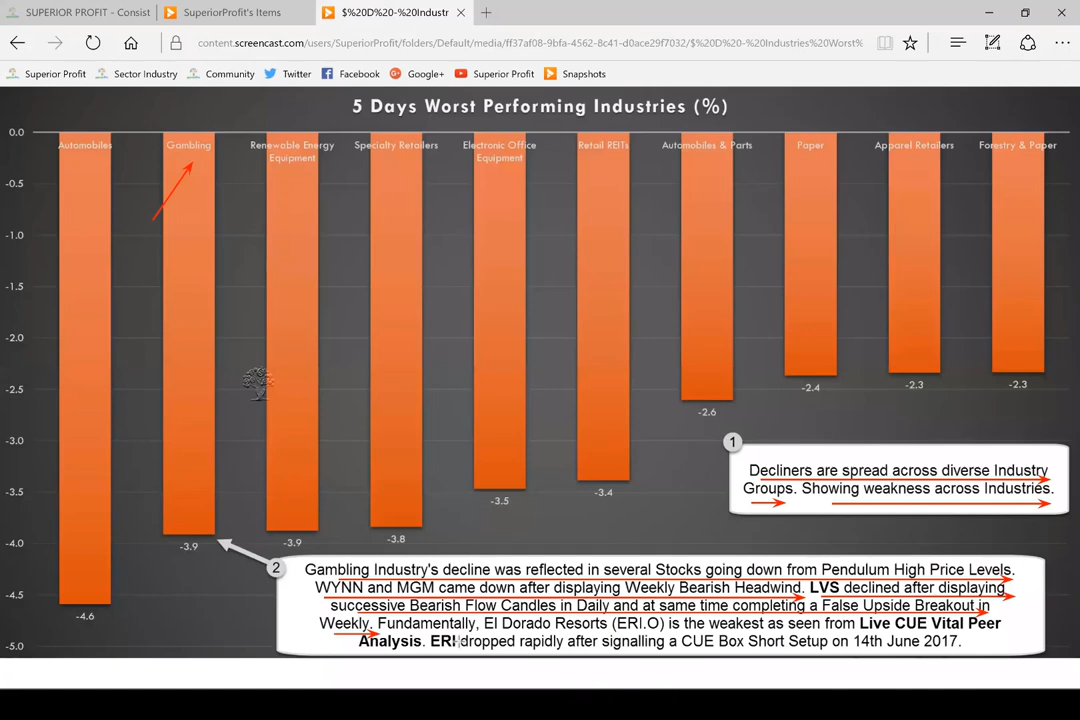 SUPERIOR PROFIT - Consist
SuperiorProfit's Items
$%20D%20-%20Industr
content.screencast.com/users/SuperiorProfit/folders/Default/media/ff37af08-9bfa-4562-8c41-d0ace29f7032/$%20D%20-%20Industries%20Worst%
Superior Profit
Sector Industry
Community
Twitter
Facebook
Google+
Superior Profit
Snapshots
5 Days Worst Performing Industries (%)
0.0
-0.5
-1.0
-1.5
-2.0
-2.5
-3.0
-3.5
-4.0
-4.5
-5.0
Automobiles
Gambling
Renewable Energy
Equipment
Specialty Retailers
Electronic Office
Equipment
Retail REITs
Automobiles & Parts
Paper
Apparel Retailers
Forestry & Paper
-4.6
-3.9
-3.9
-3.8
-3.5
-3.4
-2.6
-2.4
-2.3
-2.3
1
Decliners are spread across diverse Industry
Groups. Showing weakness across Industries.
2
Gambling Industry's decline was reflected in several Stocks going down from Pendulum High Price Levels.
WYNN and MGM came down after displaying Weekly Bearish Headwind. LVS declined after displaying
successive Bearish Flow Candles in Daily and at same time completing a False Upside Breakout in
Weekly. Fundamentally, El Dorado Resorts (ERI.O) is the weakest as seen from Live CUE Vital Peer
Analysis. ERI dropped rapidly after signalling a CUE Box Short Setup on 14th June 2017.